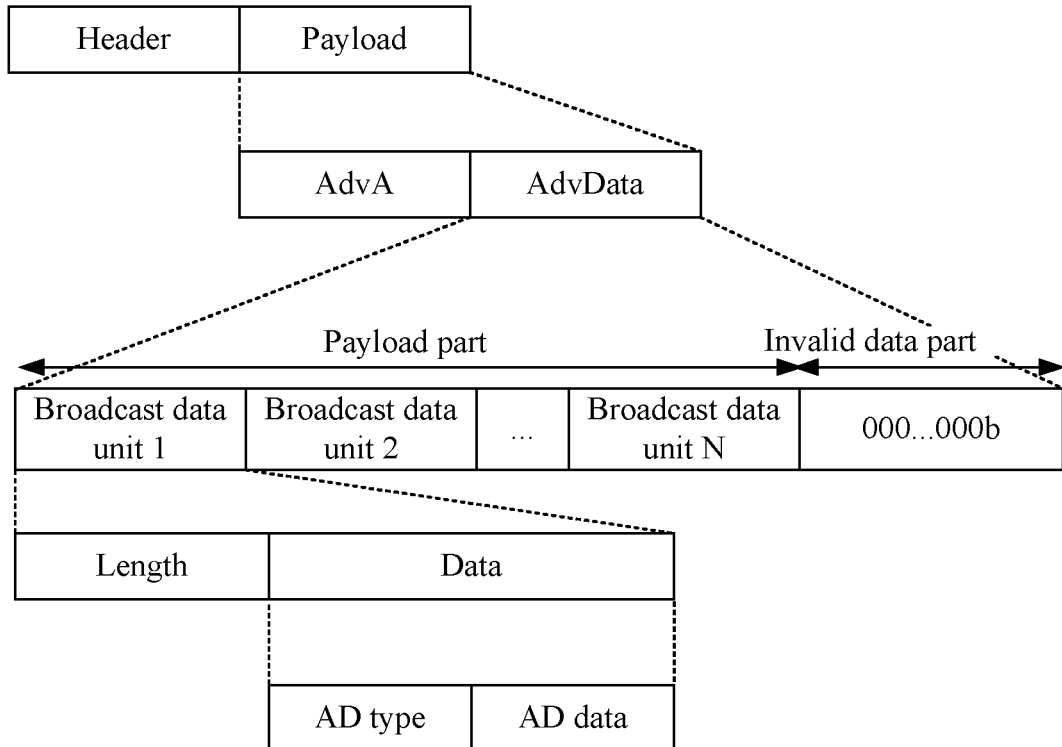 Header
Payload
AdvA
AdvData
Payload part
Invalid data part
Broadcast data
unit 1
Broadcast data
unit 2
...
Broadcast data
unit N
000...000b
Length
Data
AD type
AD data